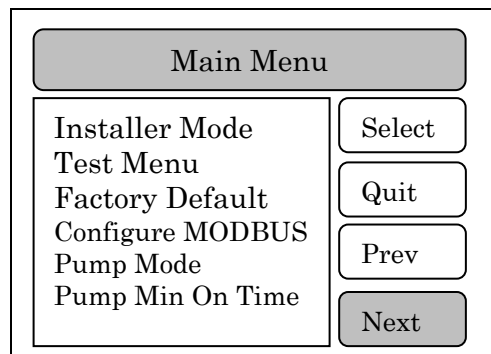 Main Menu
Installer Mode
Test Menu
Factory Default
Configure MODBUS
Pump Mode
Pump Min On Time
Select
Quit
Prev
Next